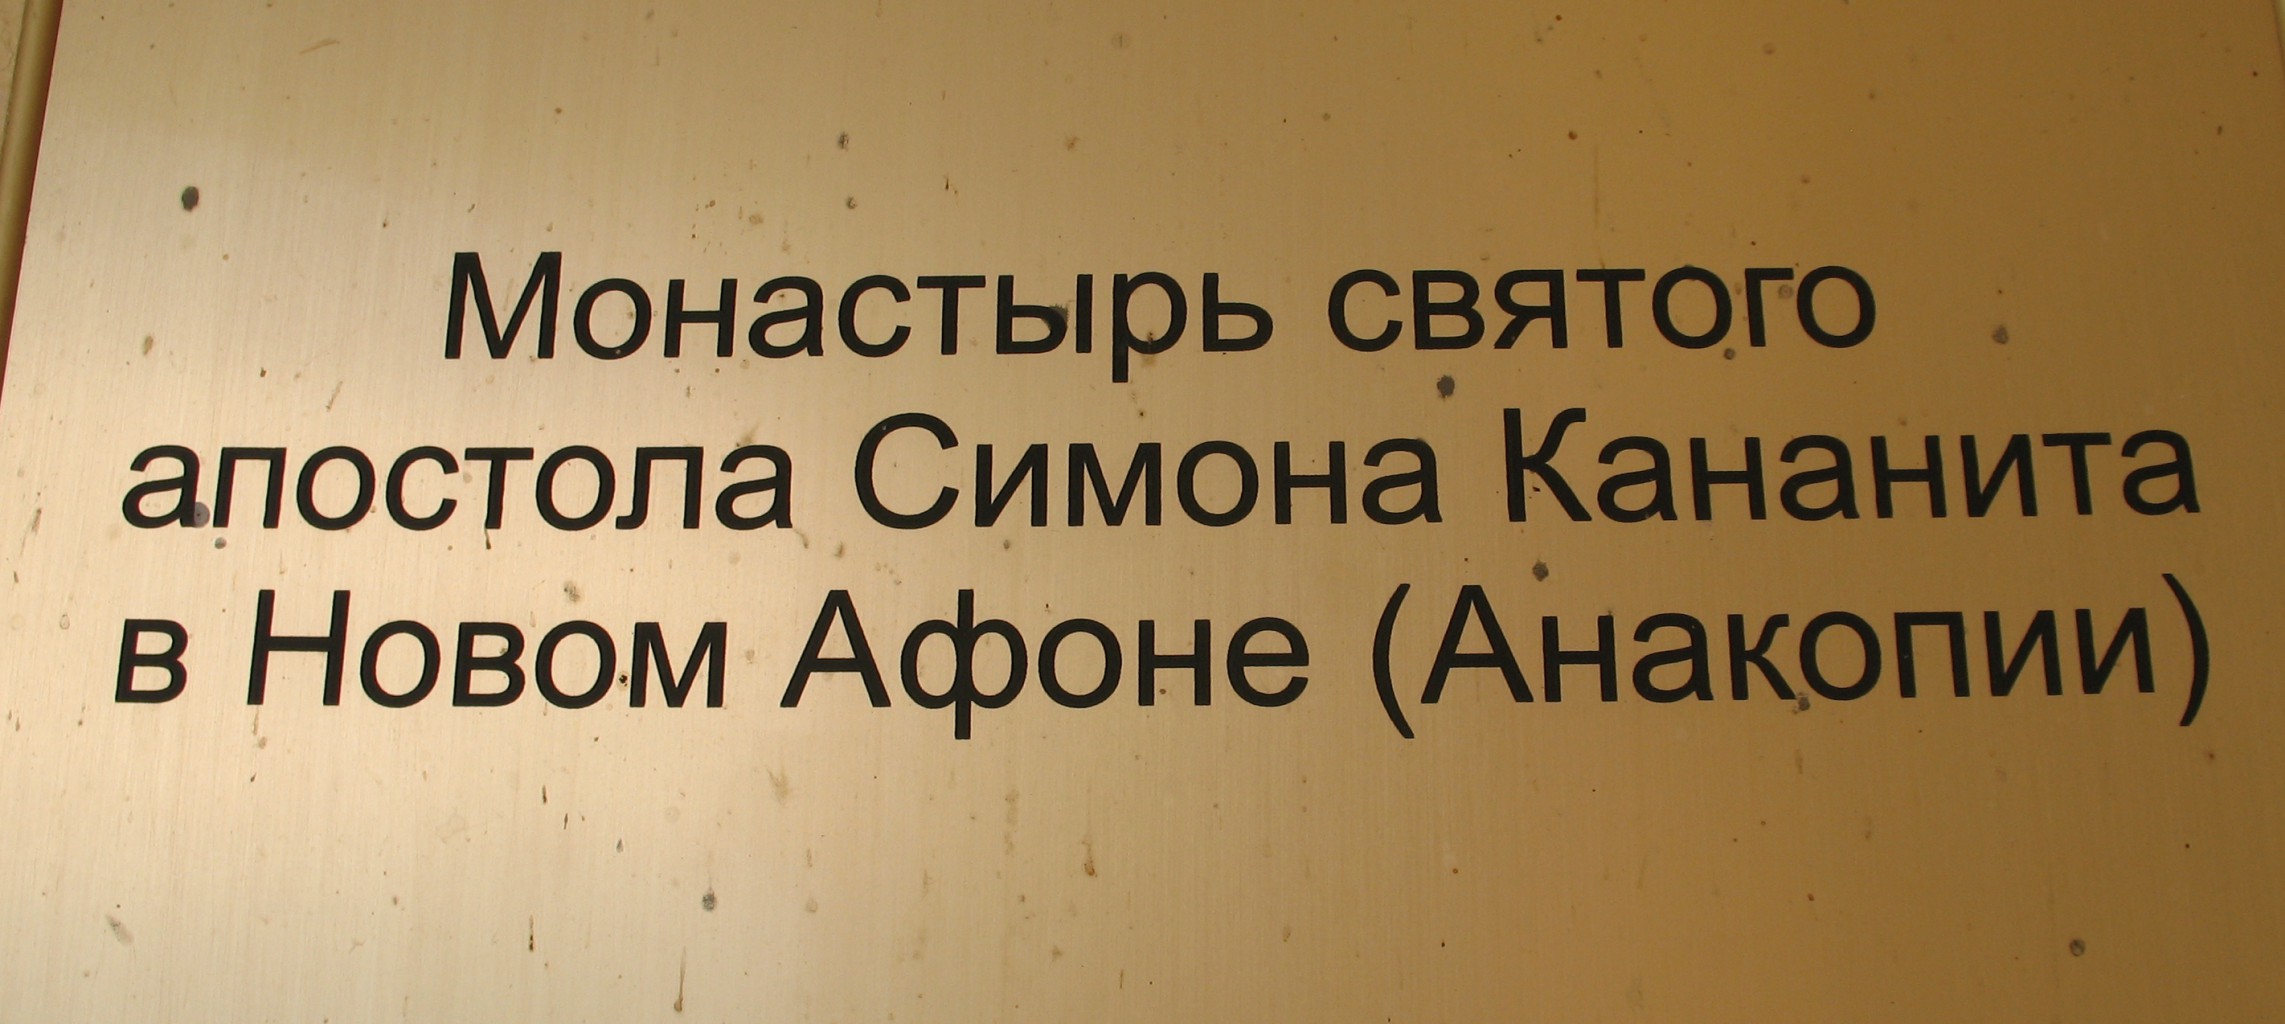 Монастырь святого
апостола Симона Кананита
в Новом Афоне (Анакопии)